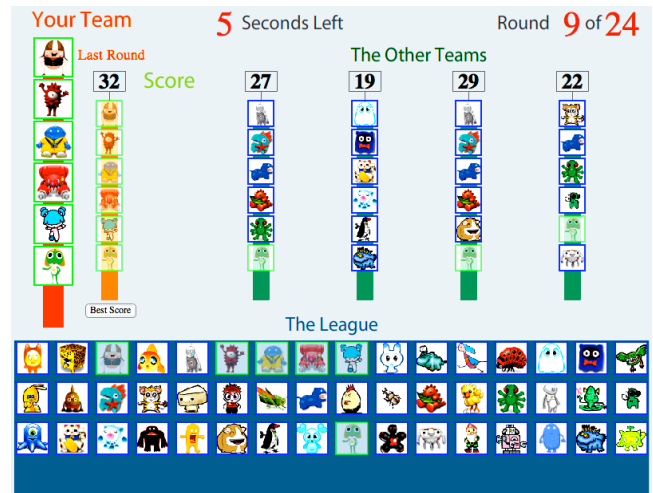 Your Team
5 Seconds Left
Round 9 of 24
Last Round
The Other Teams
32 Score 27 19 29 22
Best Score
The League